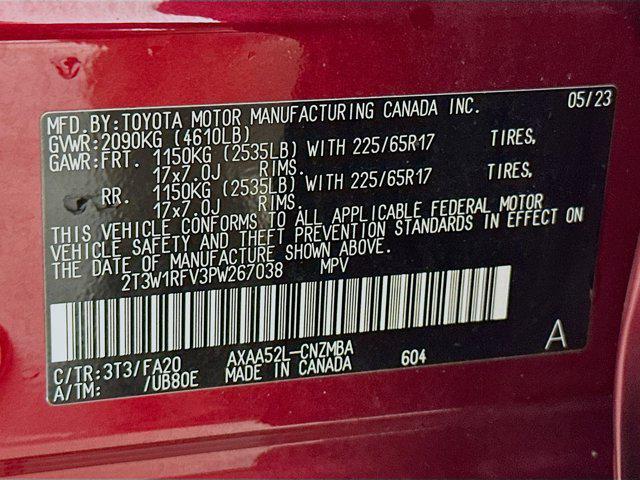 MFD.BY:TOYOTA MOTOR MANUFACTURING CANADA INC. 05/23
GVWR:2090KG (4610LB)
GAWR:FRT. 1150KG (2535LB) WITH 225/65R17 TIRES,
17x7.0J RIMS.
RR. 1150KG (2535LB) WITH 225/65R17 TIRES,
17x7.0J RIMS.
THIS VEHICLE CONFORMS TO ALL APPLICABLE FEDERAL MOTOR
VEHICLE SAFETY AND THEFT PREVENTION STANDARDS IN EFFECT ON
THE DATE OF MANUFACTURE SHOWN ABOVE.
2T3W1RFV3PW267038 MPV
A
C/TR:3T3/FA20 AXAA52L-CNZMBA 604
A/TM: /UB80E MADE IN CANADA